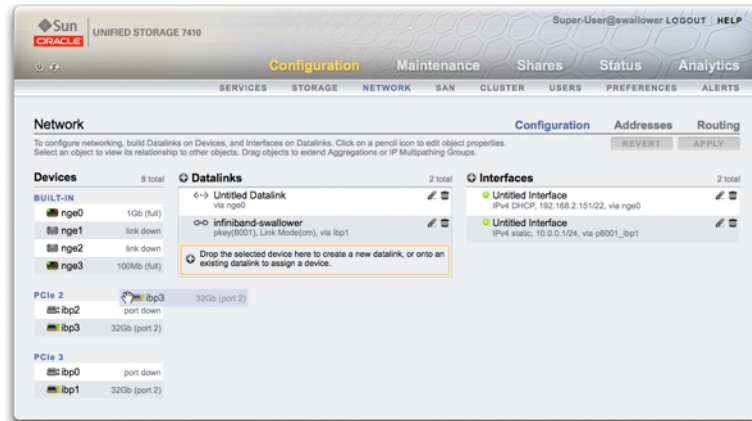 Sun
ORACLE
UNIFIED STORAGE 7410
Super-User@swallower LOGOUT HELP
Configuration Maintenance Shares Status Analytics
SERVICES STORAGE NETWORK SAN CLUSTER USERS PREFERENCES ALERTS
Network
Configuration Addresses Routing
To configure networking, build Datalinks on Devices, and Interfaces on Datalinks. Click on a pencil icon to edit object properties.
Select an object to view its relationship to other objects. Drag objects to extend Aggregations or IP Multipathing Groups.
REVERT APPLY
Devices 8 total
BUILT-IN
nge0 1Gb (full)
nge1 link down
nge2 link down
nge3 100Mb (full)
PCIe 2
ibp2 port down
ibp3 32Gb (port 2)
PCIe 3
ibp0 port down
ibp1 32Gb (port 2)
ibp3 32Gb (port 2)
Datalinks 2 total
Untitled Datalink
via nge0
infiniband-swallower
pkey(8001), Link Mode(cm), via ibp1
Drop the selected device here to create a new datalink, or onto an
existing datalink to assign a device.
Interfaces 2 total
Untitled Interface
IPv4 DHCP, 192.168.2.151/22, via nge0
Untitled Interface
IPv4 static, 10.0.0.1/24, via p8001_ibp1